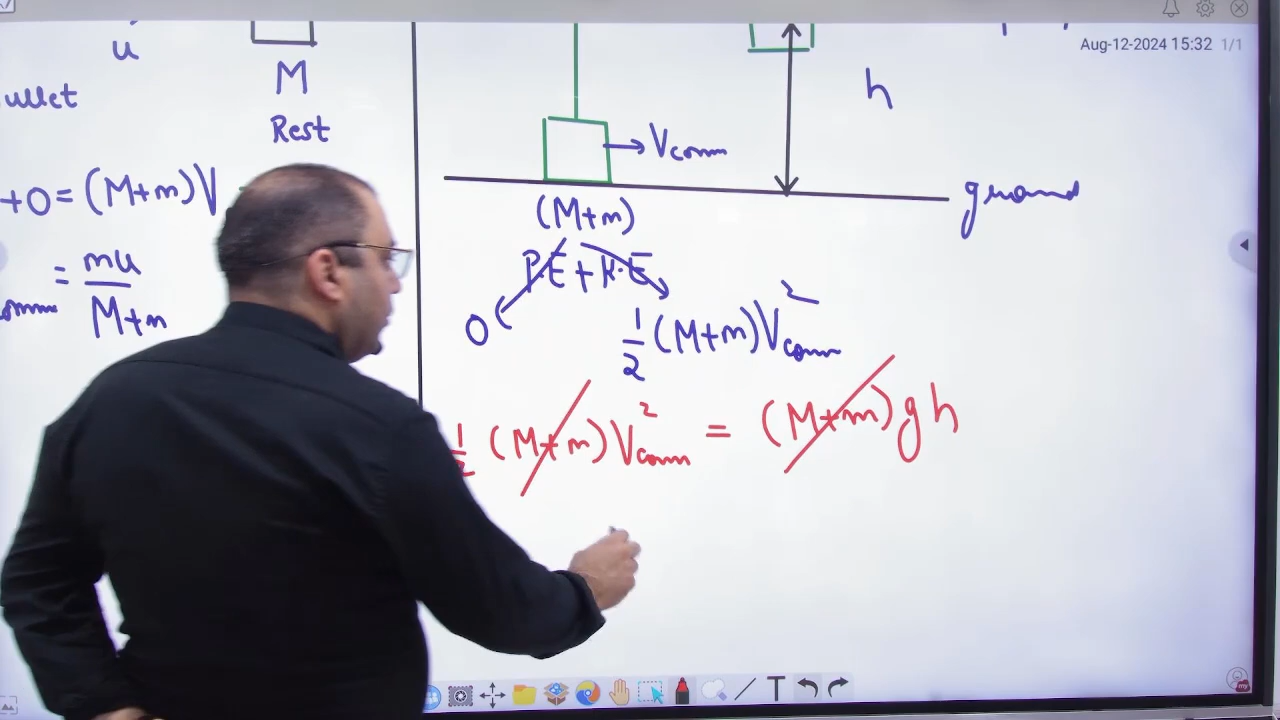 u
M
ullet
Rest
+0=(M+m)V
omm = mu
M+m
Aug-12-2024 15:32 1/1
h
Vcomm
ground
(M+m)
P.E+K.E
0
1/2 (M+m)Vcomm²
1/2 (M+m)Vcomm² = (M+m)gh
T